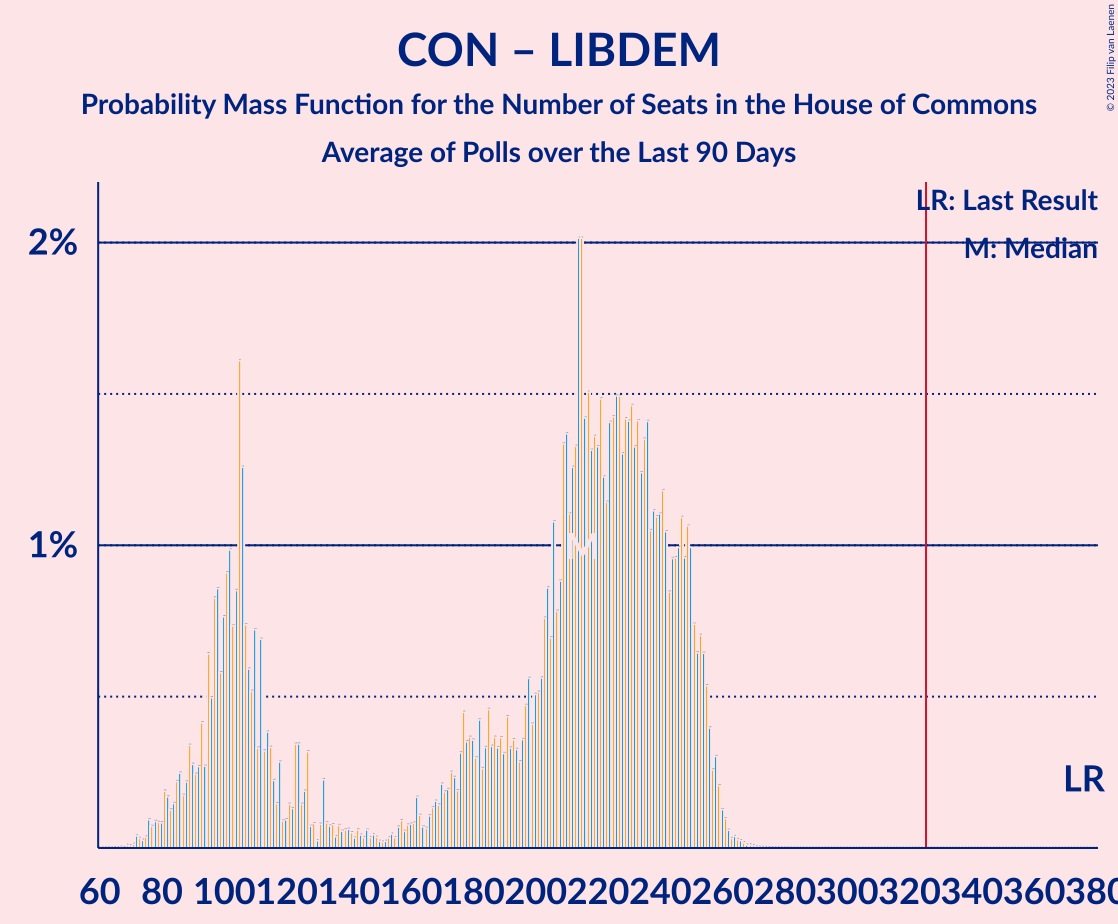 CON – LIBDEM
© 2023 Filip van Laenen
Probability Mass Function for the Number of Seats in the House of Commons
Average of Polls over the Last 90 Days
LR: Last Result
2%
M: Median
1%
M
LR
60 80 100 120 140 160 180 200 220 240 260 280 300 320 340 360 380